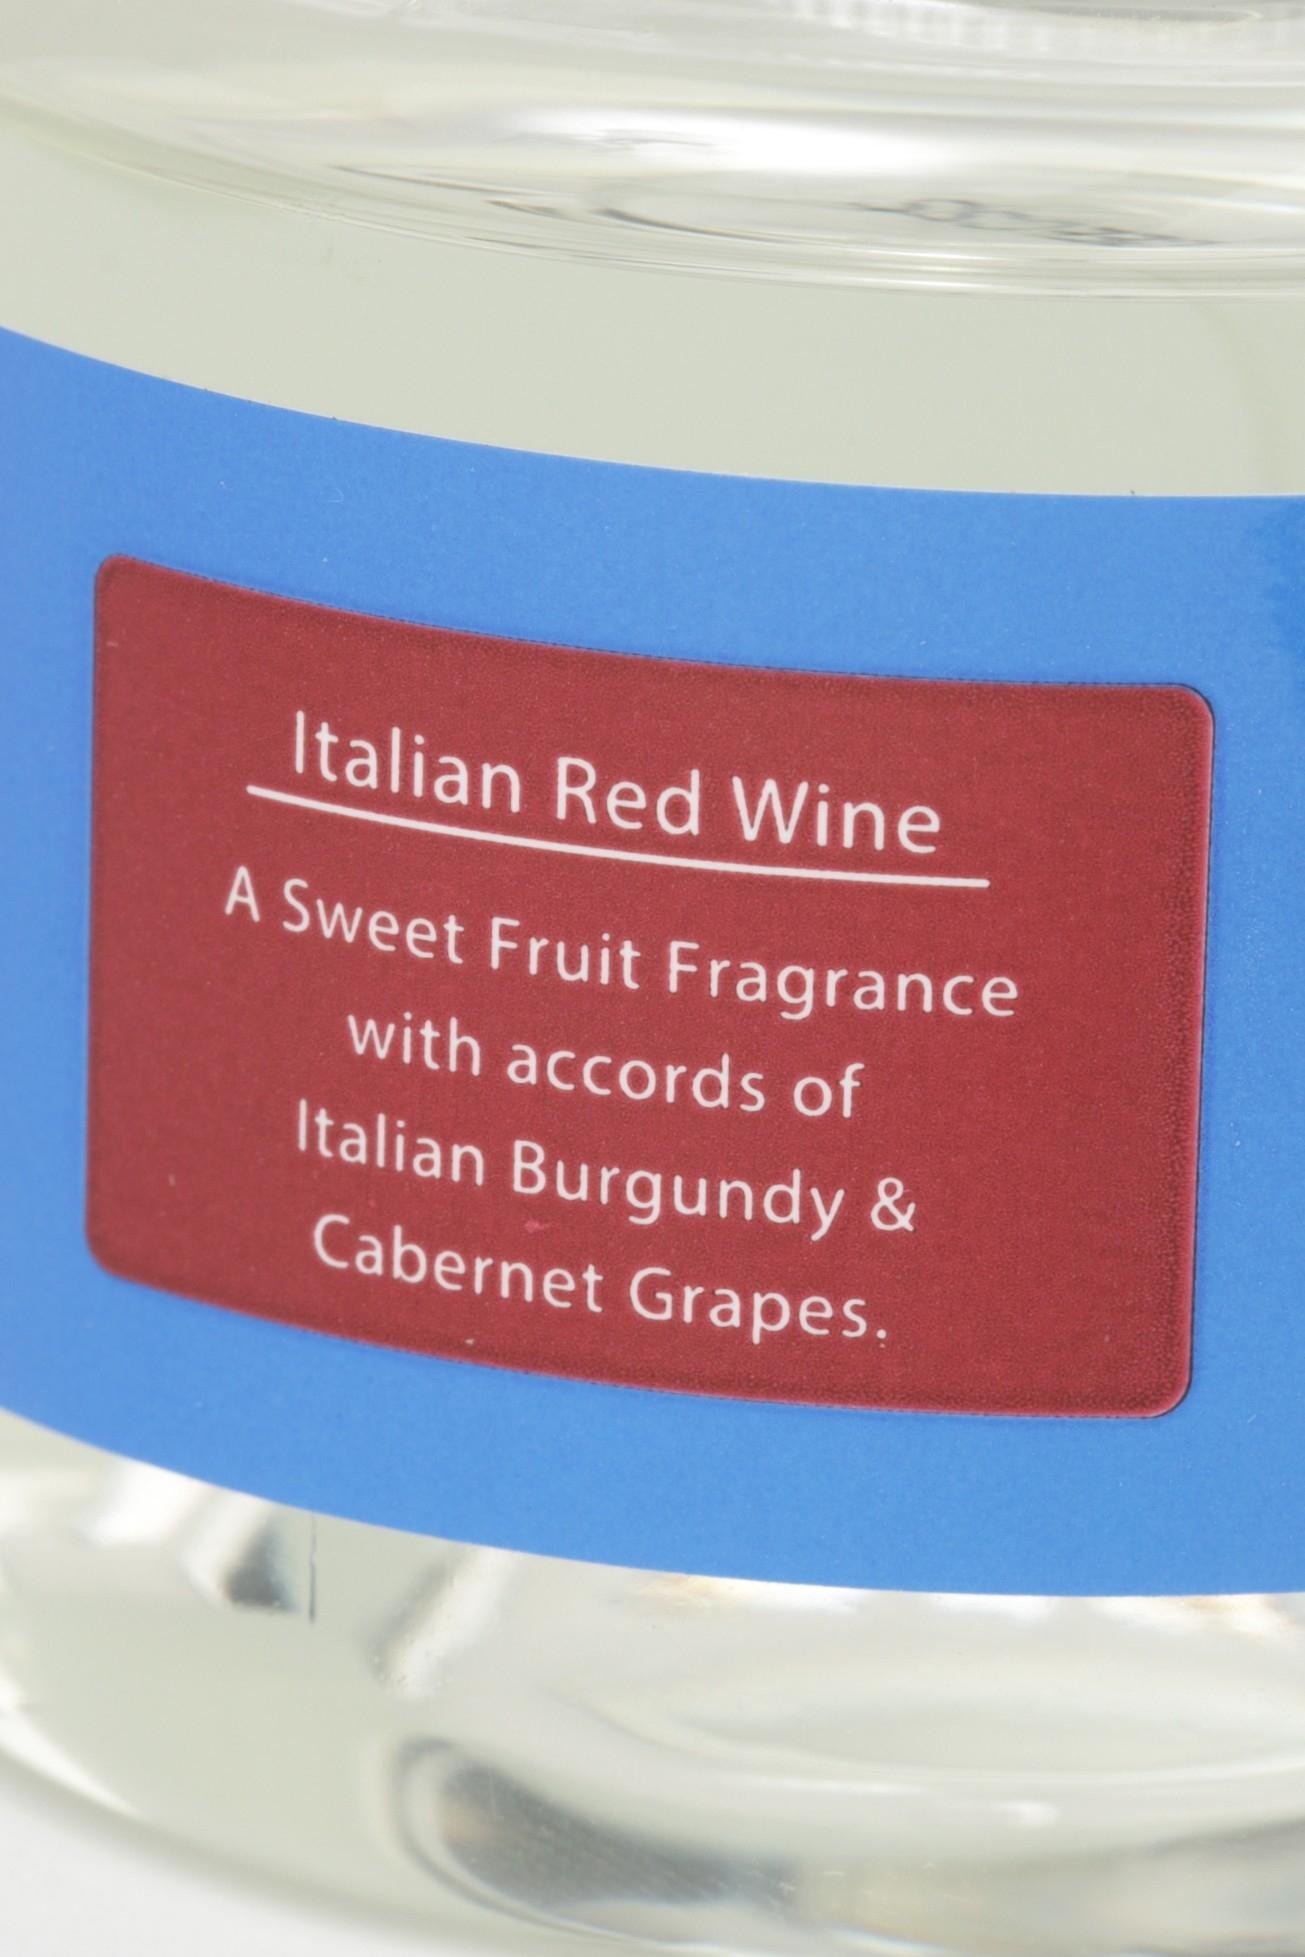 Italian Red Wine
A Sweet Fruit Fragrance
with accords of
Italian Burgundy &
Cabernet Grapes.